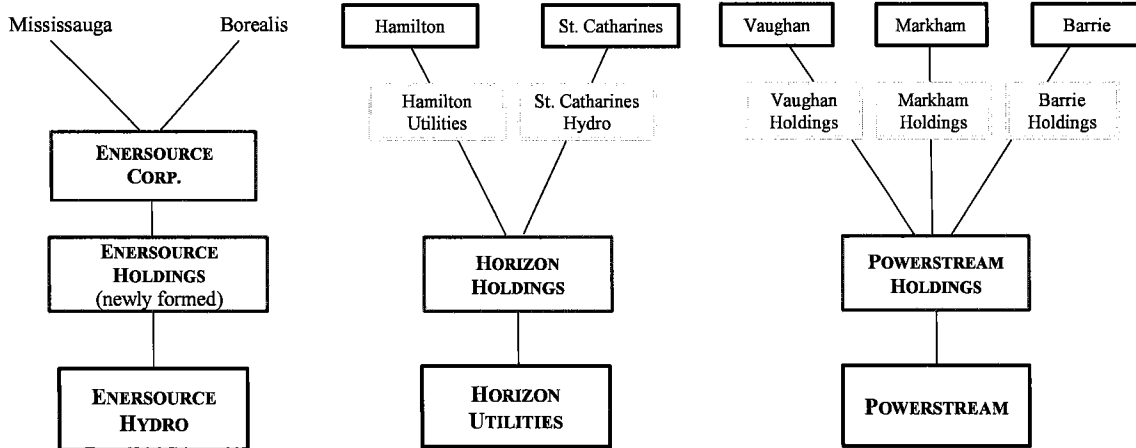 Mississauga
Borealis
ENERSOURCE
CORP.
ENERSOURCE
HOLDINGS
(newly formed)
ENERSOURCE
HYDRO
Hamilton
St. Catharines
Hamilton
Utilities
St. Catharines
Hydro
HORIZON
HOLDINGS
HORIZON
UTILITIES
Vaughan
Markham
Barrie
Vaughan
Holdings
Markham
Holdings
Barrie
Holdings
POWERSTREAM
HOLDINGS
POWERSTREAM